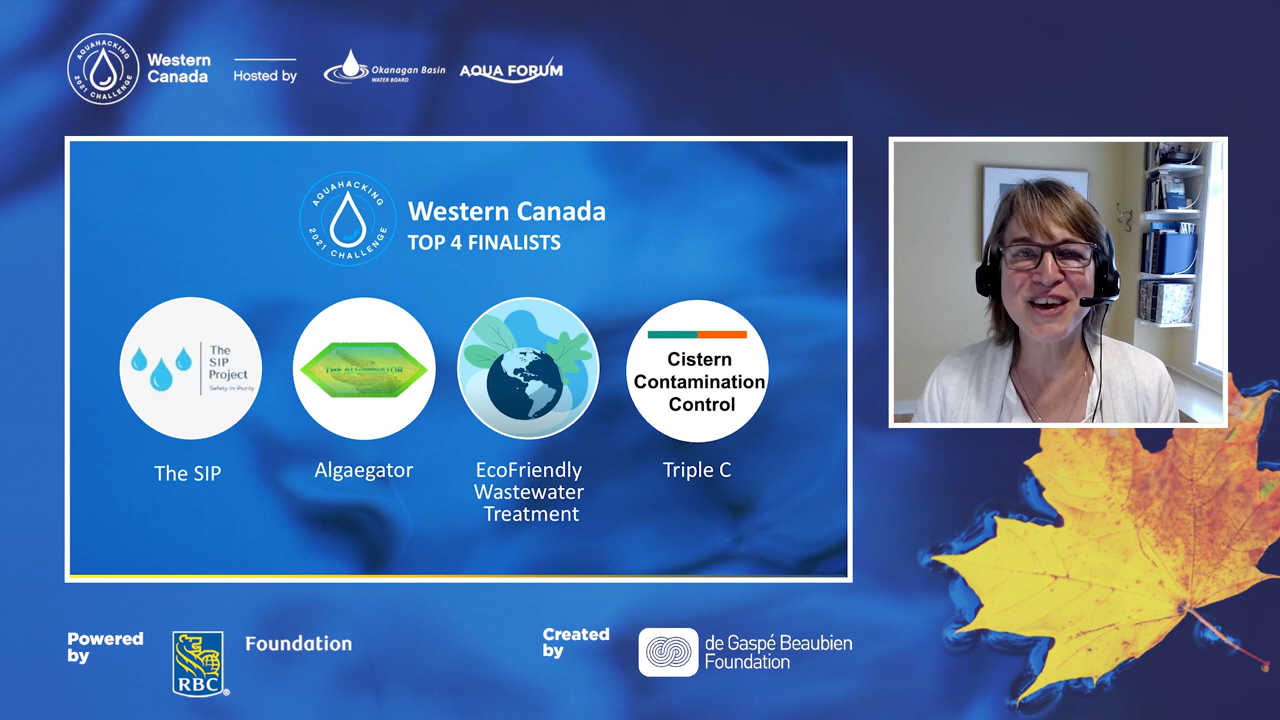 AQUAHACKING
2021 CHALLENGE
Western
Canada
Hosted by
Okanagan Basin
WATER BOARD
AQUA FORUM
AQUAHACKING
2021 CHALLENGE
Western Canada
TOP 4 FINALISTS
The
SIP
Project
Safety In Purity
THE ALGAEGATOR
Cistern
Contamination
Control
The SIP
Algaegator
EcoFriendly
Wastewater
Treatment
Triple C
Powered
by
RBC®
Foundation
Created
by
de Gaspé Beaubien
Foundation